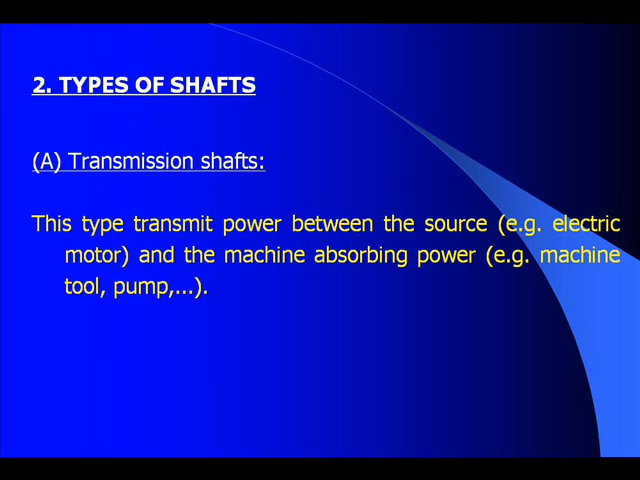 2. TYPES OF SHAFTS
(A) Transmission shafts:
This type transmit power between the source (e.g. electric
motor) and the machine absorbing power (e.g. machine
tool, pump,...).